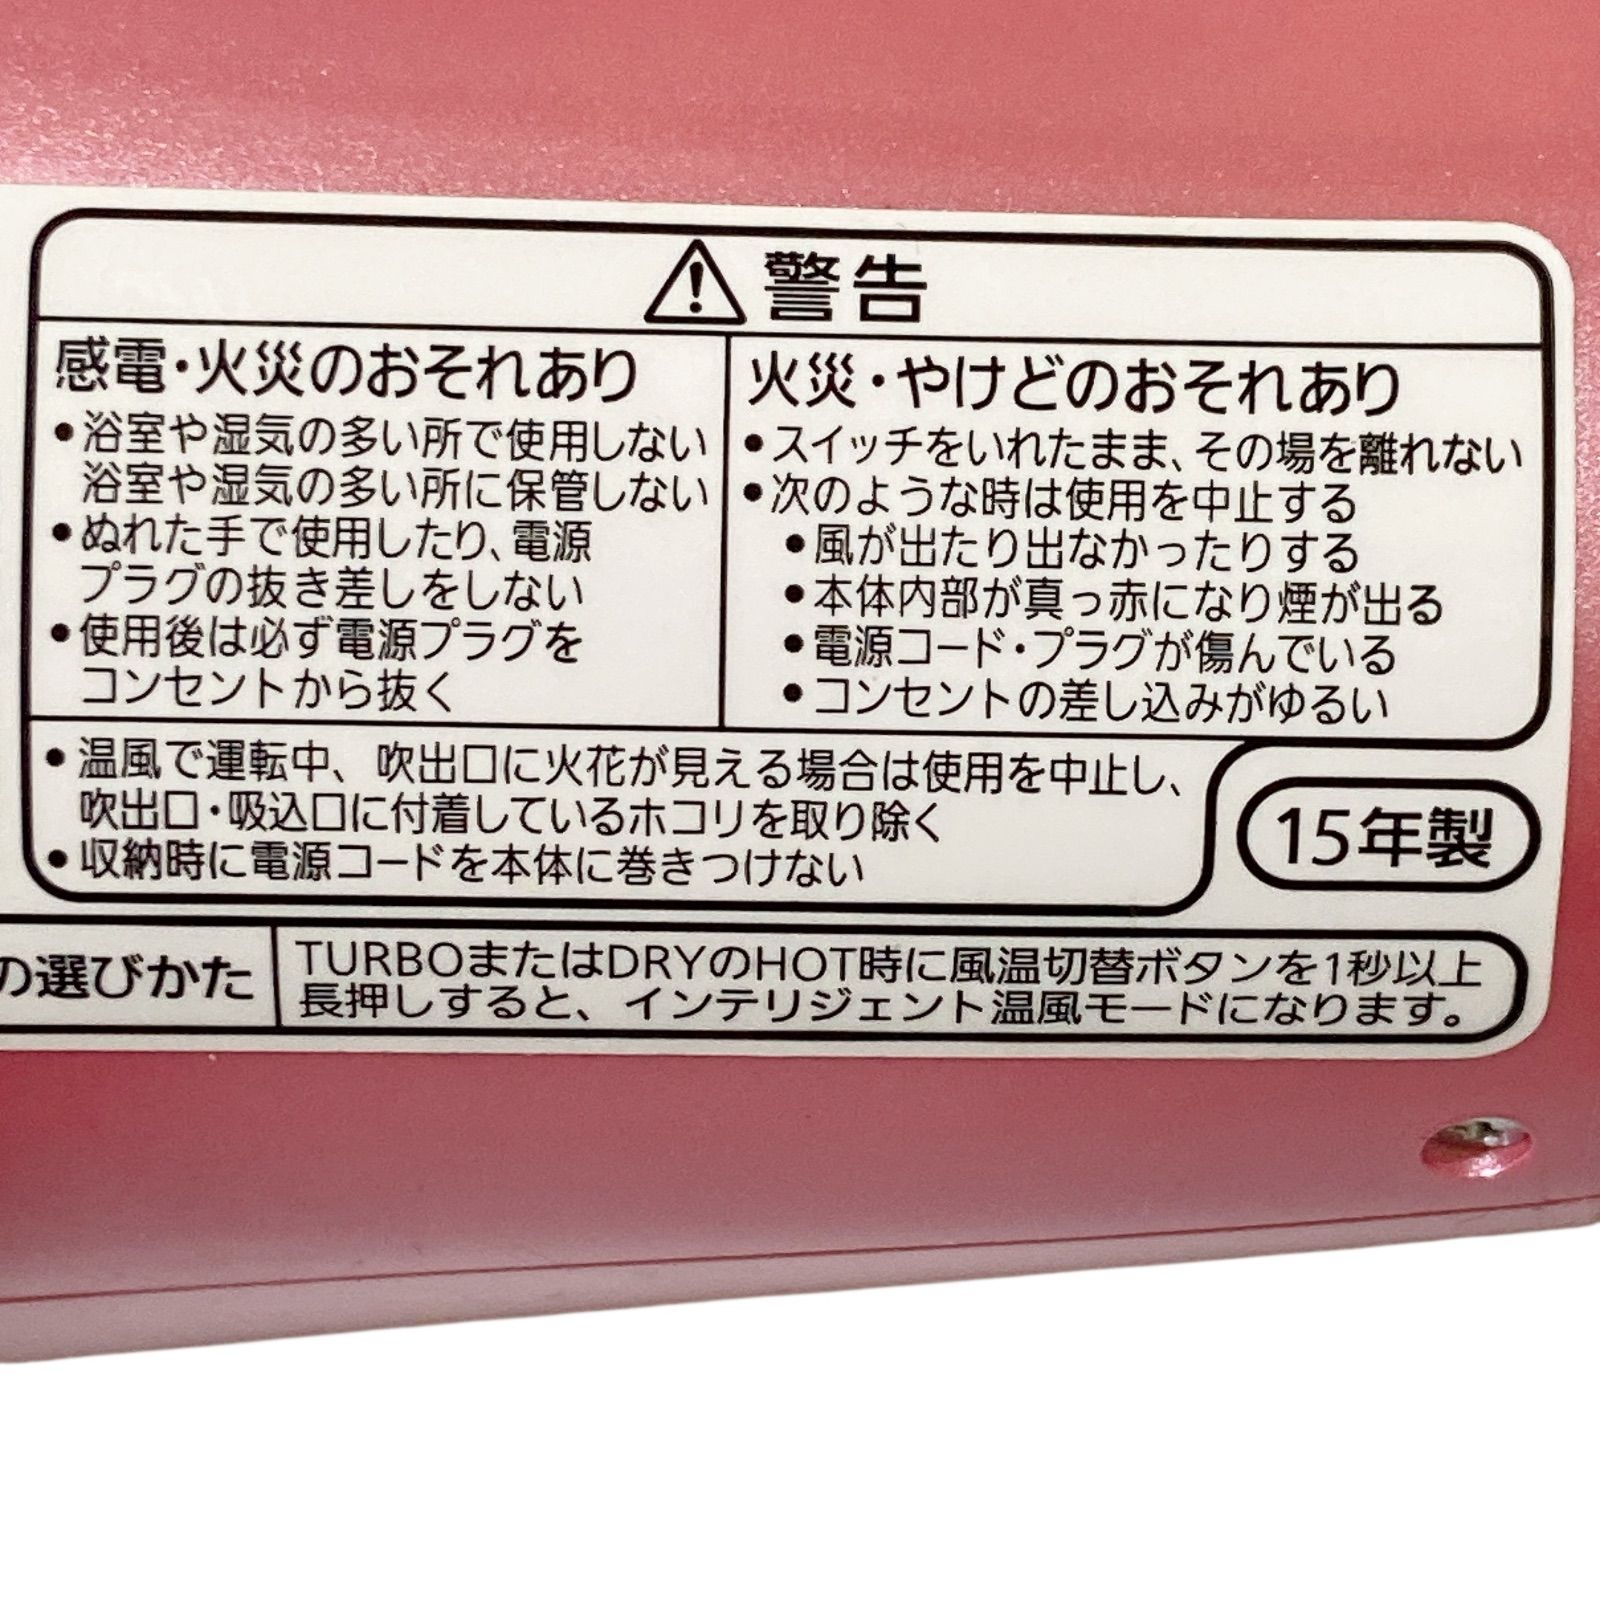 警告
感電・火災のおそれあり
●浴室や湿気の多い所で使用しない
浴室や湿気の多い所に保管しない
●ぬれた手で使用したり、電源
プラグの抜き差しをしない
●使用後は必ず電源プラグを
コンセントから抜く
火災・やけどのおそれあり
●スイッチをいれたまま、その場を離れない
●次のような時は使用を中止する
●風が出たり出なかったりする
●本体内部が真っ赤になり煙が出る
●電源コード・プラグが傷んでいる
●コンセントの差し込みがゆるい
●温風で運転中、吹出口に火花が見える場合は使用を中止し、
吹出口・吸込口に付着しているホコリを取り除く
●収納時に電源コードを本体に巻きつけない
15年製
の選びかた
TURBOまたはDRYのHOT時に風温切替ボタンを1秒以上
長押しすると、インテリジェント温風モードになります。